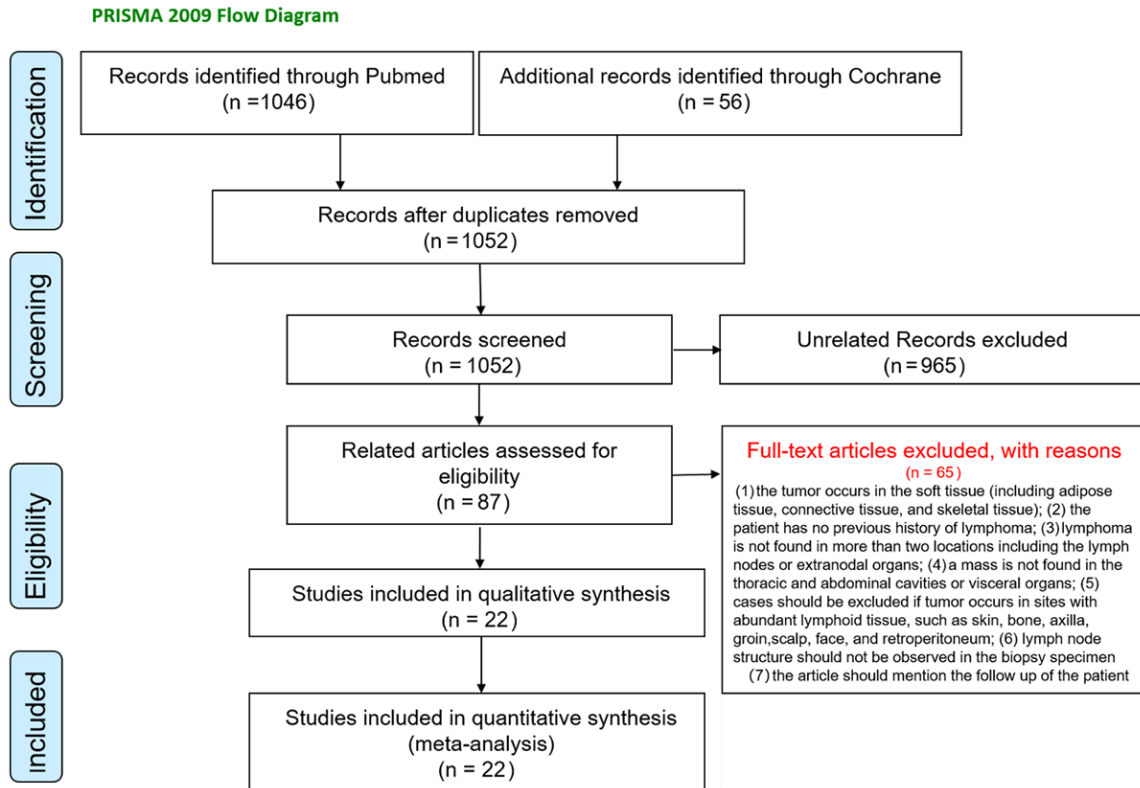 PRISMA 2009 Flow Diagram
Identification
Records identified through Pubmed
(n =1046)
Additional records identified through Cochrane
(n = 56)
Records after duplicates removed
(n = 1052)
Screening
Records screened
(n = 1052)
Unrelated Records excluded
(n = 965)
Eligibility
Related articles assessed for
eligibility
(n = 87)
Full-text articles excluded, with reasons
(n = 65)
(1) the tumor occurs in the soft tissue (including adipose
tissue, connective tissue, and skeletal tissue); (2) the
patient has no previous history of lymphoma; (3) lymphoma
is not found in more than two locations including the lymph
nodes or extranodal organs; (4) a mass is not found in the
thoracic and abdominal cavities or visceral organs; (5)
cases should be excluded if tumor occurs in sites with
abundant lymphoid tissue, such as skin, bone, axilla,
groin,scalp, face, and retroperitoneum; (6) lymph node
structure should not be observed in the biopsy specimen
(7) the article should mention the follow up of the patient
Studies included in qualitative synthesis
(n = 22)
Included
Studies included in quantitative synthesis
(meta-analysis)
(n = 22)